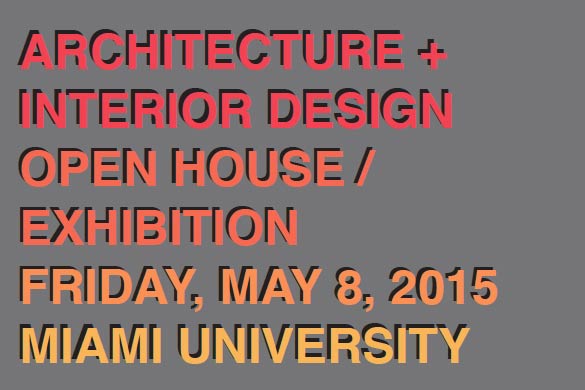 ARCHITECTURE +
INTERIOR DESIGN
OPEN HOUSE /
EXHIBITION
FRIDAY, MAY 8, 2015
MIAMI UNIVERSITY